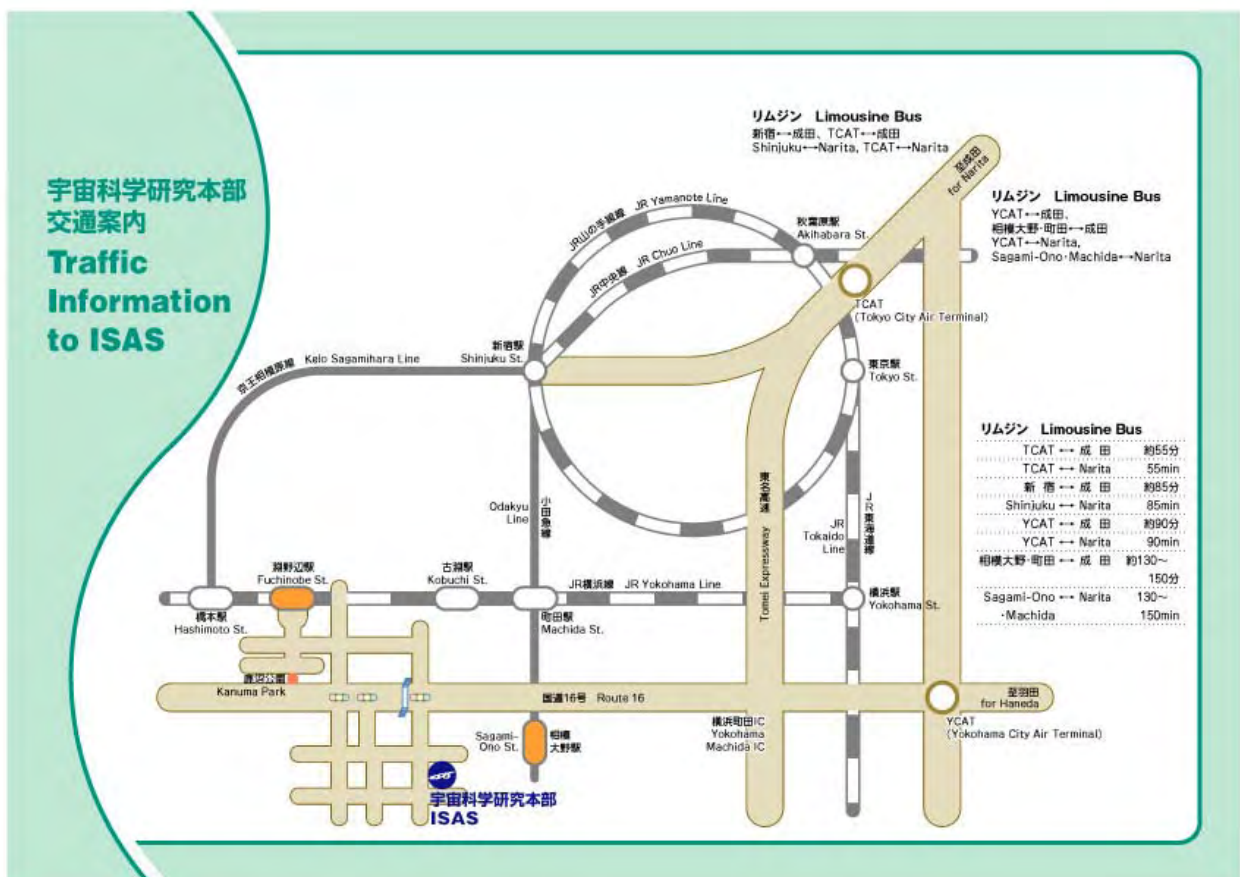 宇宙科学研究本部
交通案内
Traffic
Information
to ISAS
リムジン Limousine Bus
新宿↔成田、TCAT↔成田
Shinjuku↔Narita, TCAT↔Narita
至成田
for Narita
リムジン Limousine Bus
YCAT↔成田、
相模大野・町田↔成田
YCAT↔Narita,
Sagami-Ono・Machida↔Narita
JR山の手線 JR Yamanote Line
JR中央線 JR Chuo Line
秋葉原駅
Akihabara St.
TCAT
(Tokyo City Air Terminal)
新宿駅
Shinjuku St.
東京駅
Tokyo St.
京王相模原線 Keio Sagamihara Line
Odakyu
Line
小田急線
東名高速
Tomei Expressway
JR
Tokaido
Line
JR東海道線
リムジン Limousine Bus
TCAT ↔ 成田 約55分
TCAT ↔ Narita 55min
新宿 ↔ 成田 約85分
Shinjuku ↔ Narita 85min
YCAT ↔ 成田 約90分
YCAT ↔ Narita 90min
相模大野・町田 ↔ 成田 約130〜
150分
Sagami-Ono ↔ Narita 130〜
・Machida 150min
淵野辺駅
Fuchinobe St.
古淵駅
Kobuchi St.
JR横浜線 JR Yokohama Line
橋本駅
Hashimoto St.
町田駅
Machida St.
横浜駅
Yokohama St.
鹿沼公園
Kanuma Park
国道16号 Route 16
至羽田
for Haneda
Sagami-
Ono St.
相模
大野駅
横浜町田IC
Yokohama
Machida IC
YCAT
(Yokohama City Air Terminal)
宇宙科学研究本部
ISAS